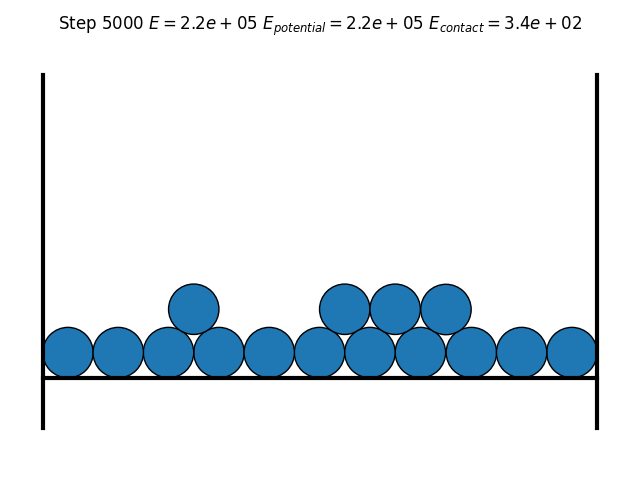 Step 5000 E = 2.2e + 05 E_potential = 2.2e + 05 E_contact = 3.4e + 02